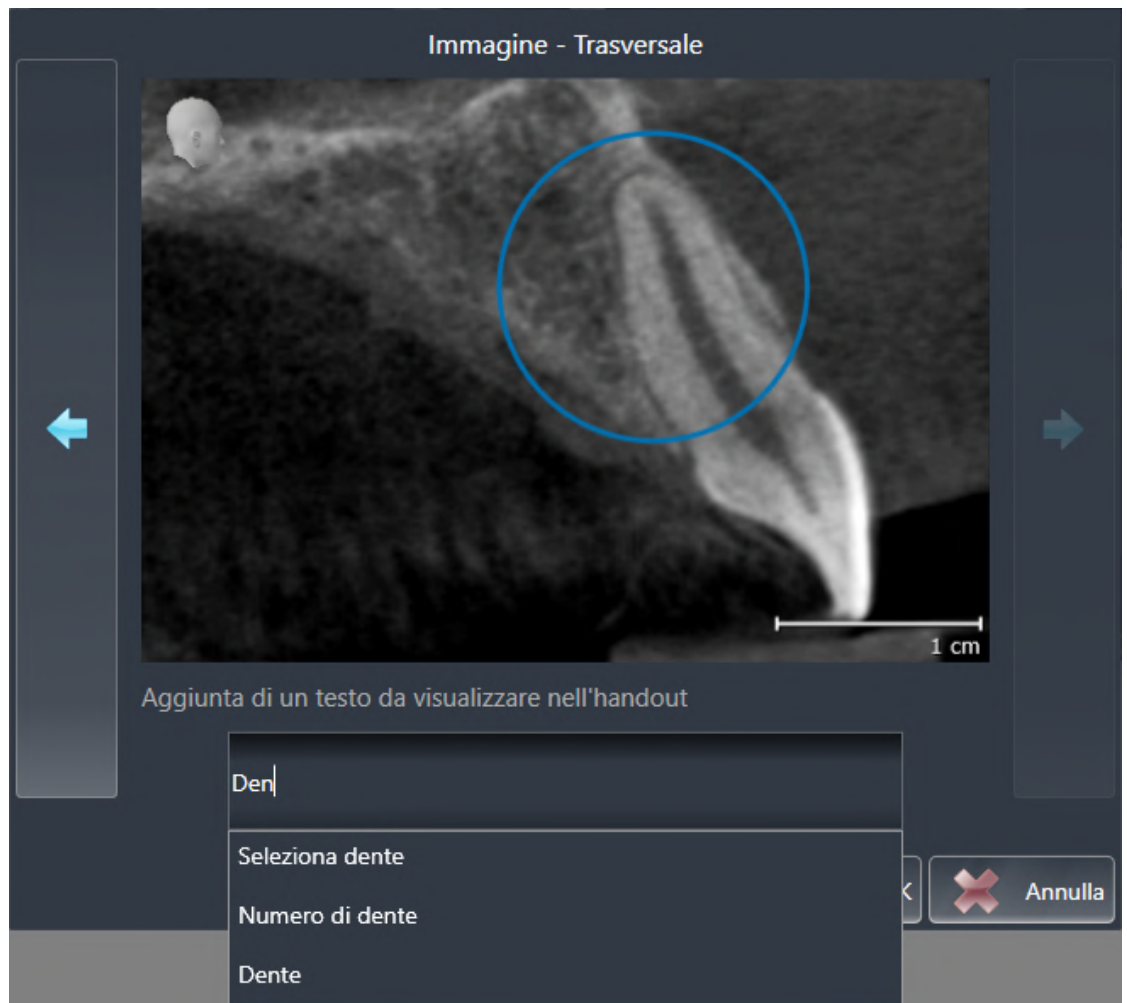 Immagine - Trasversale
1 cm
Aggiunta di un testo da visualizzare nell'handout
Den
Seleziona dente
Numero di dente
Dente
Annulla